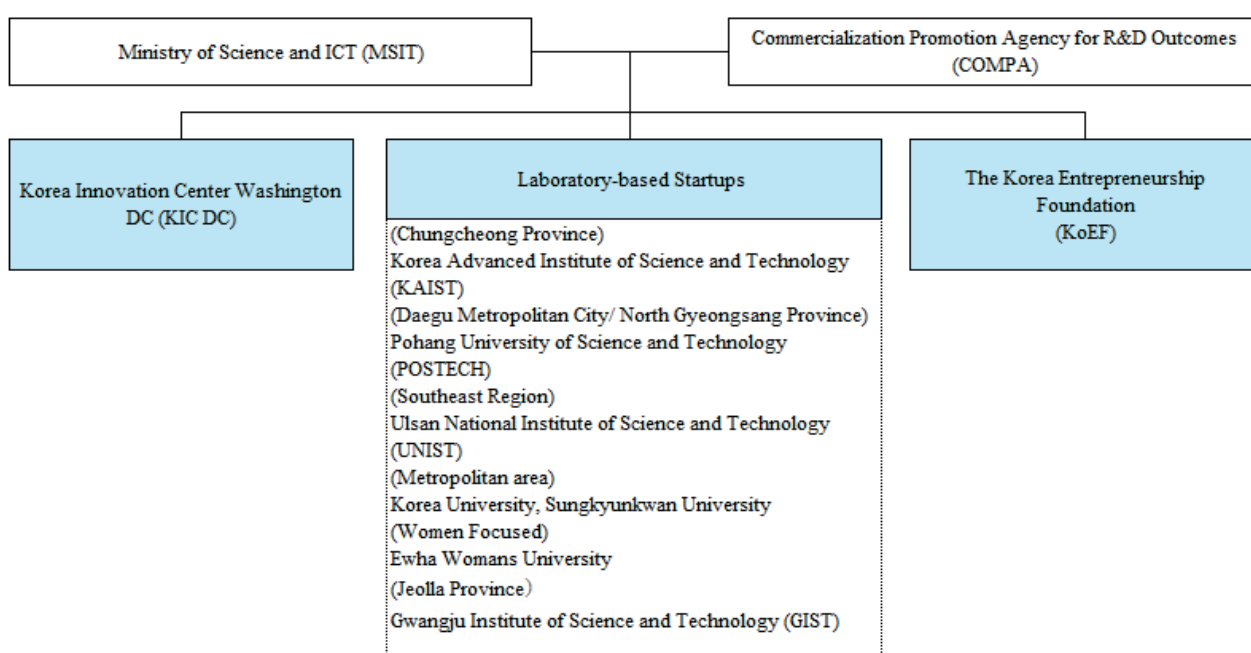 Ministry of Science and ICT (MSIT)
Commercialization Promotion Agency for R&D Outcomes
(COMPA)
Korea Innovation Center Washington
DC (KIC DC)
Laboratory-based Startups
(Chungcheong Province)
Korea Advanced Institute of Science and Technology
(KAIST)
(Daegu Metropolitan City/ North Gyeongsang Province)
Pohang University of Science and Technology
(POSTECH)
(Southeast Region)
Ulsan National Institute of Science and Technology
(UNIST)
(Metropolitan area)
Korea University, Sungkyunkwan University
(Women Focused)
Ewha Womans University
(Jeolla Province）
Gwangju Institute of Science and Technology (GIST)
The Korea Entrepreneurship
Foundation
(KoEF)